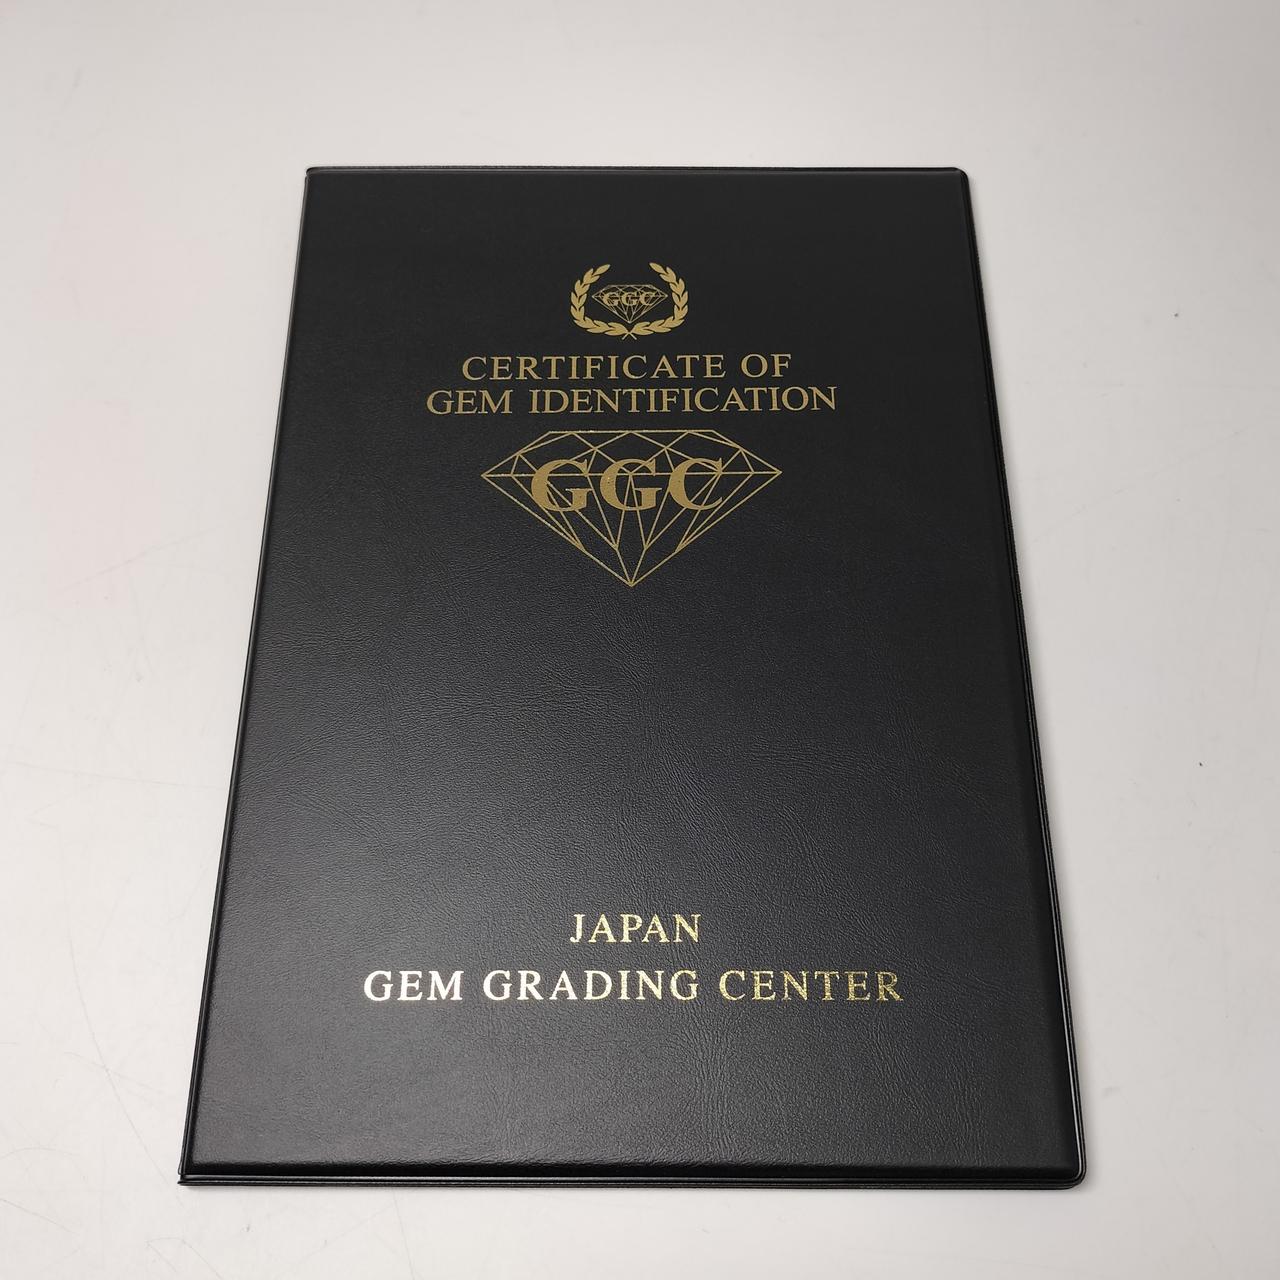 GGC
CERTIFICATE OF
GEM IDENTIFICATION
GGC
JAPAN
GEM GRADING CENTER